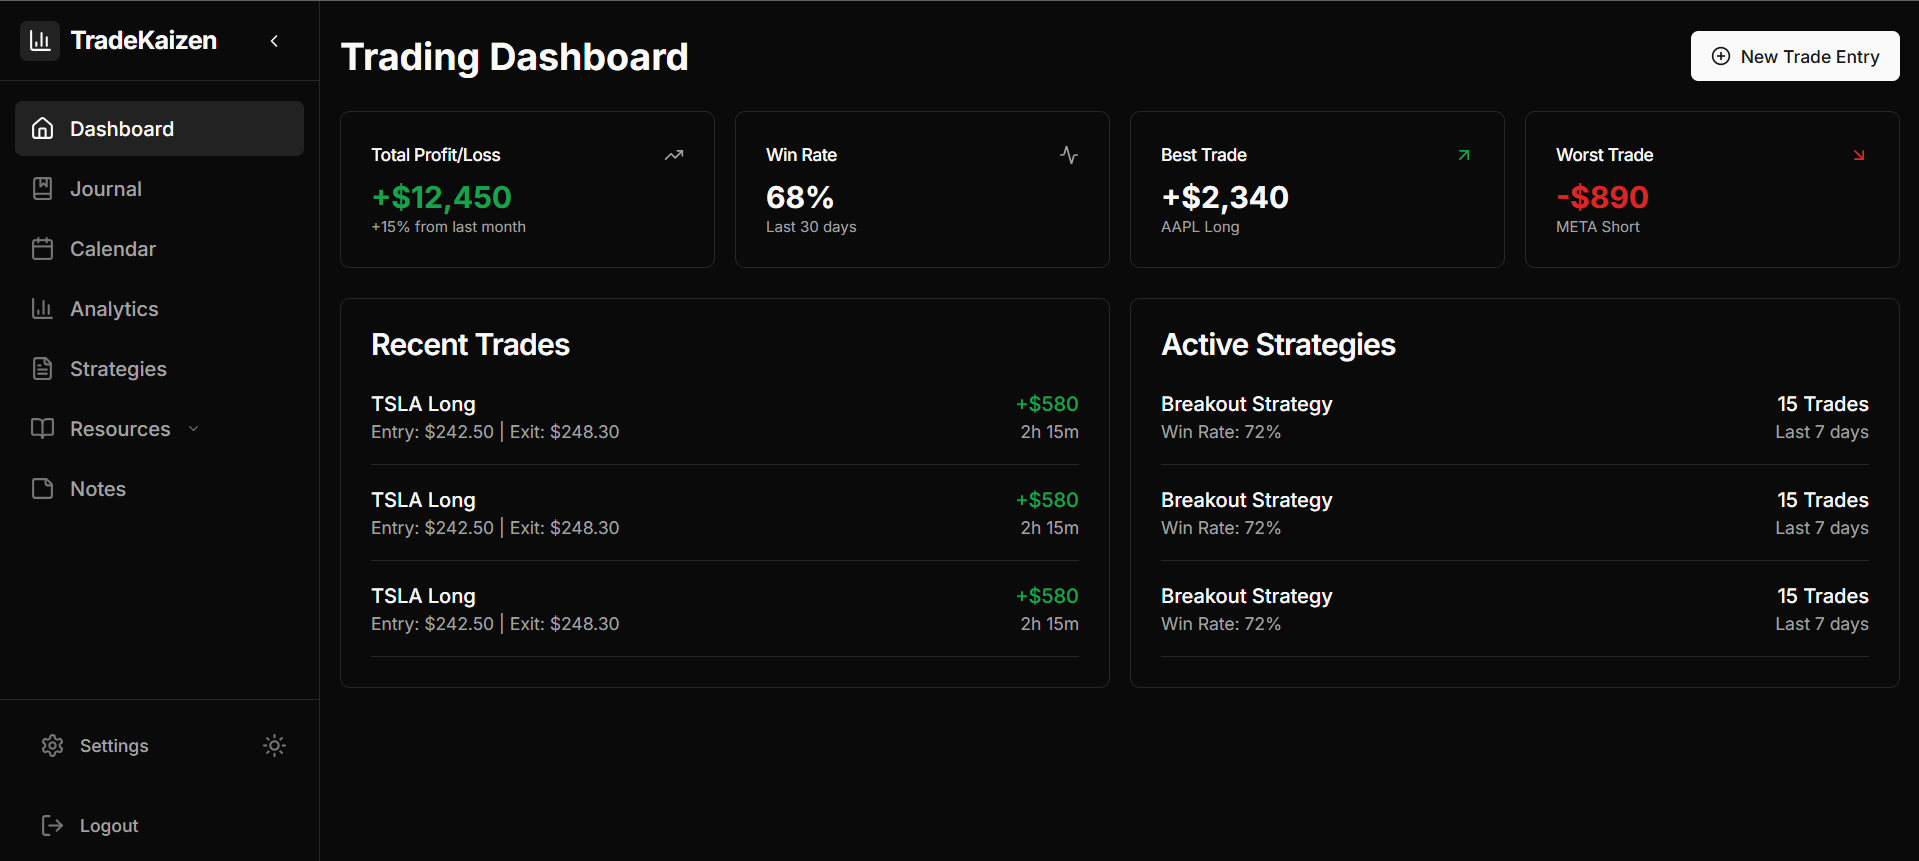 TradeKaizen
Dashboard
Journal
Calendar
Analytics
Strategies
Resources
Notes
Settings
Logout
Trading Dashboard
New Trade Entry
Total Profit/Loss
+$12,450
+15% from last month
Win Rate
68%
Last 30 days
Best Trade
+$2,340
AAPL Long
Worst Trade
-$890
META Short
Recent Trades
TSLA Long
+$580
Entry: $242.50 | Exit: $248.30
2h 15m
TSLA Long
+$580
Entry: $242.50 | Exit: $248.30
2h 15m
TSLA Long
+$580
Entry: $242.50 | Exit: $248.30
2h 15m
Active Strategies
Breakout Strategy
15 Trades
Win Rate: 72%
Last 7 days
Breakout Strategy
15 Trades
Win Rate: 72%
Last 7 days
Breakout Strategy
15 Trades
Win Rate: 72%
Last 7 days